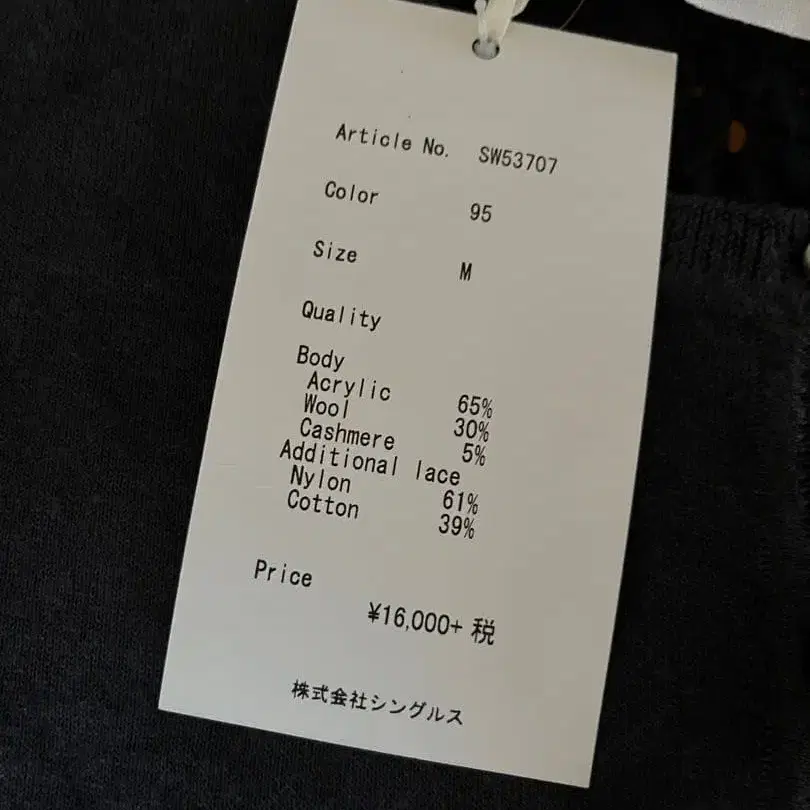 Article No. SW53707
Color 95
Size M
Quality
Body
Acrylic 65%
Wool 30%
Cashmere 5%
Additional lace
Nylon 61%
Cotton 39%
Price
¥16,000+ 税
株式会社シングルス